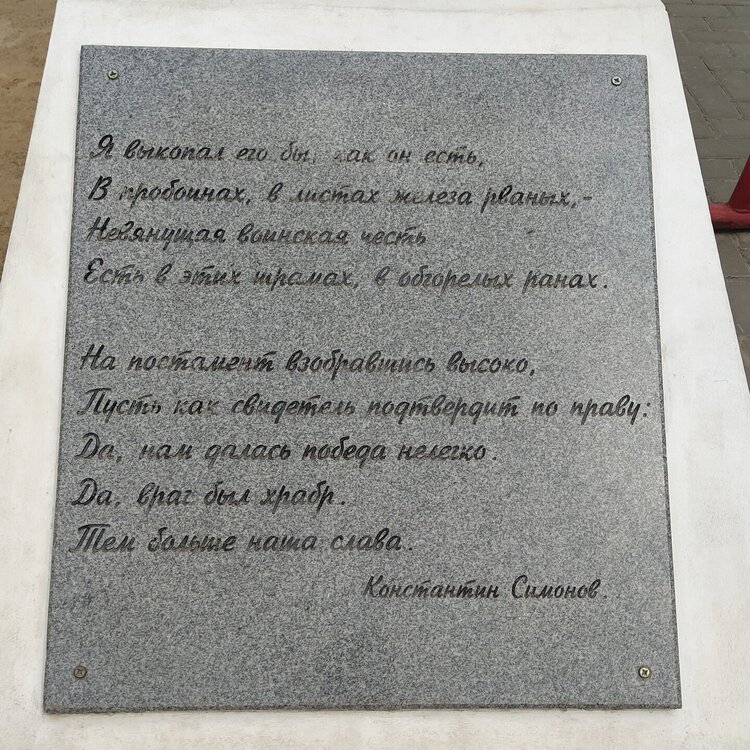 Я выкопал его бы, как он есть,
В пробоинах, в листах железа рваных,-
Невянущая воинская честь
Есть в этих шрамах, в обгорелых ранах.
На постамент взобравшись высоко,
Пусть как свидетель подтвердит по праву:
Да, нам далась победа нелегко.
Да, враг был храбр.
Тем больше наша слава.
Константин Симонов.